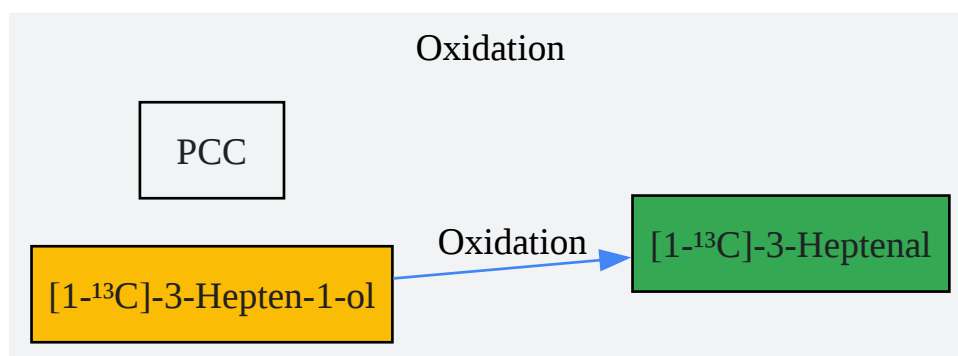 Oxidation
PCC
Oxidation
[1-¹³C]-3-Heptenal
[1-¹³C]-3-Hepten-1-ol